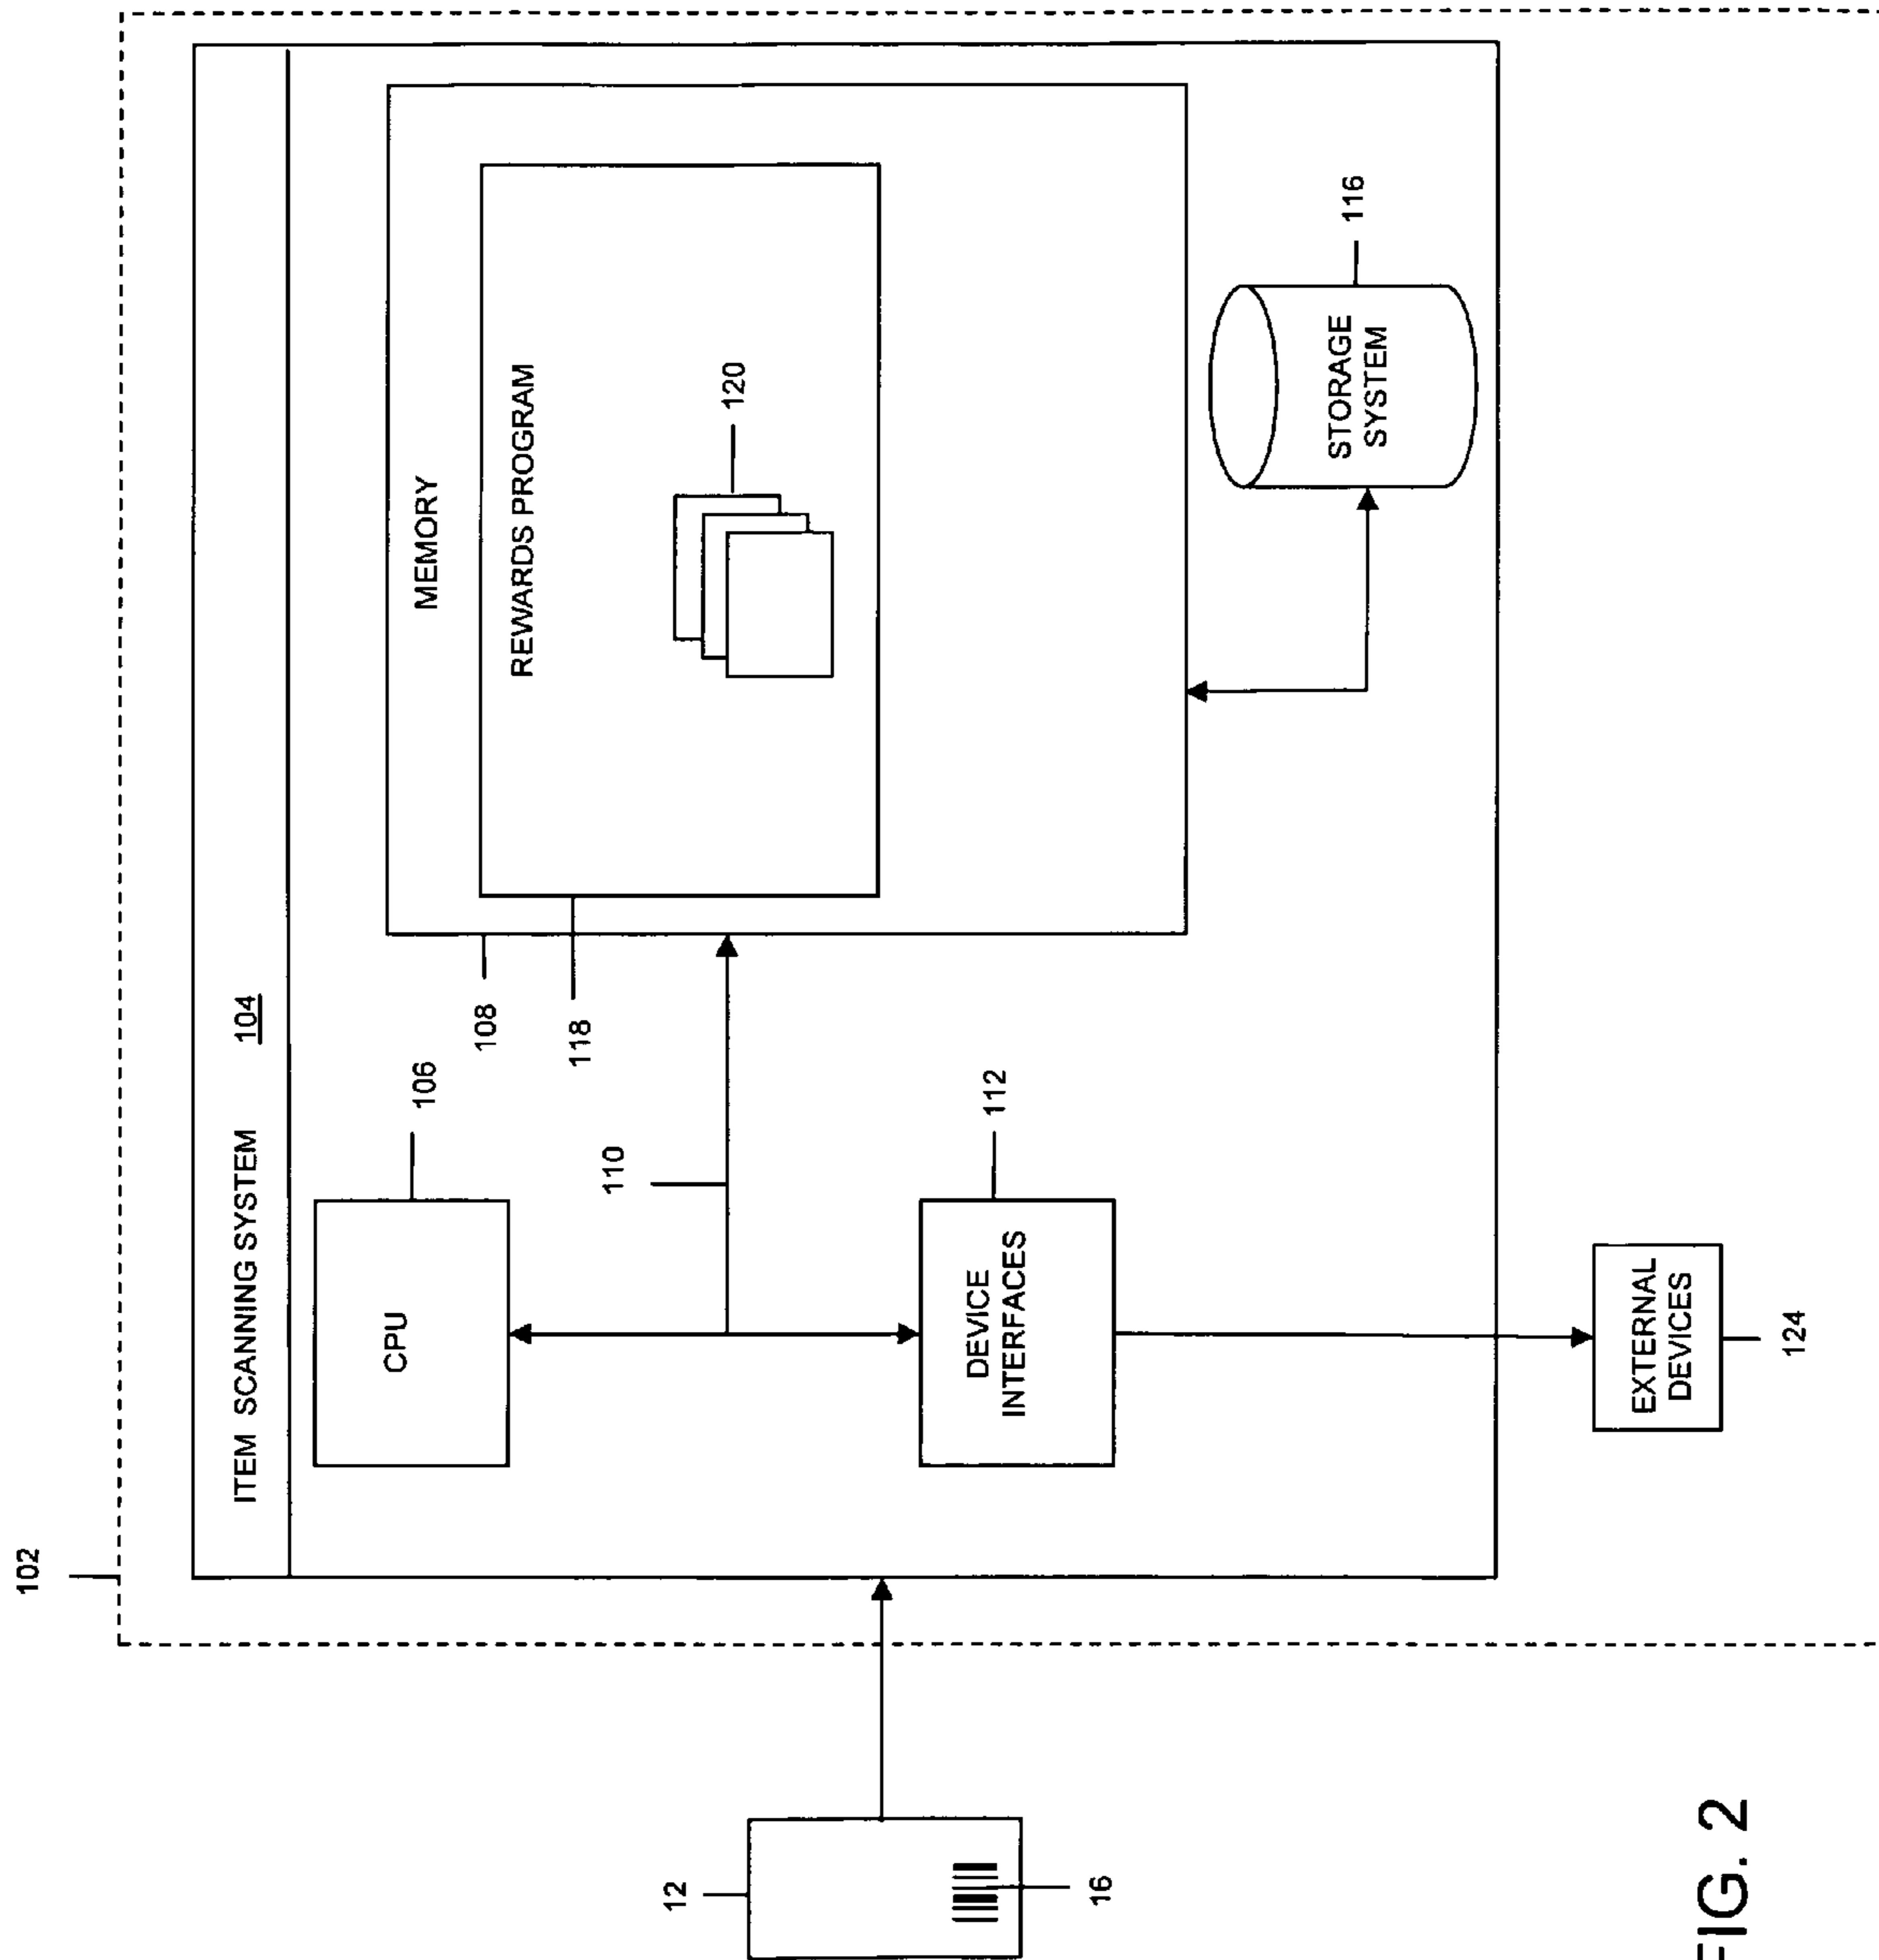 102
ITEM SCANNING SYSTEM 104
CPU
106
108
118
MEMORY
REWARDS PROGRAM
120
110
DEVICE
INTERFACES
112
STORAGE
SYSTEM
116
12
16
EXTERNAL
DEVICES
124
FIG. 2